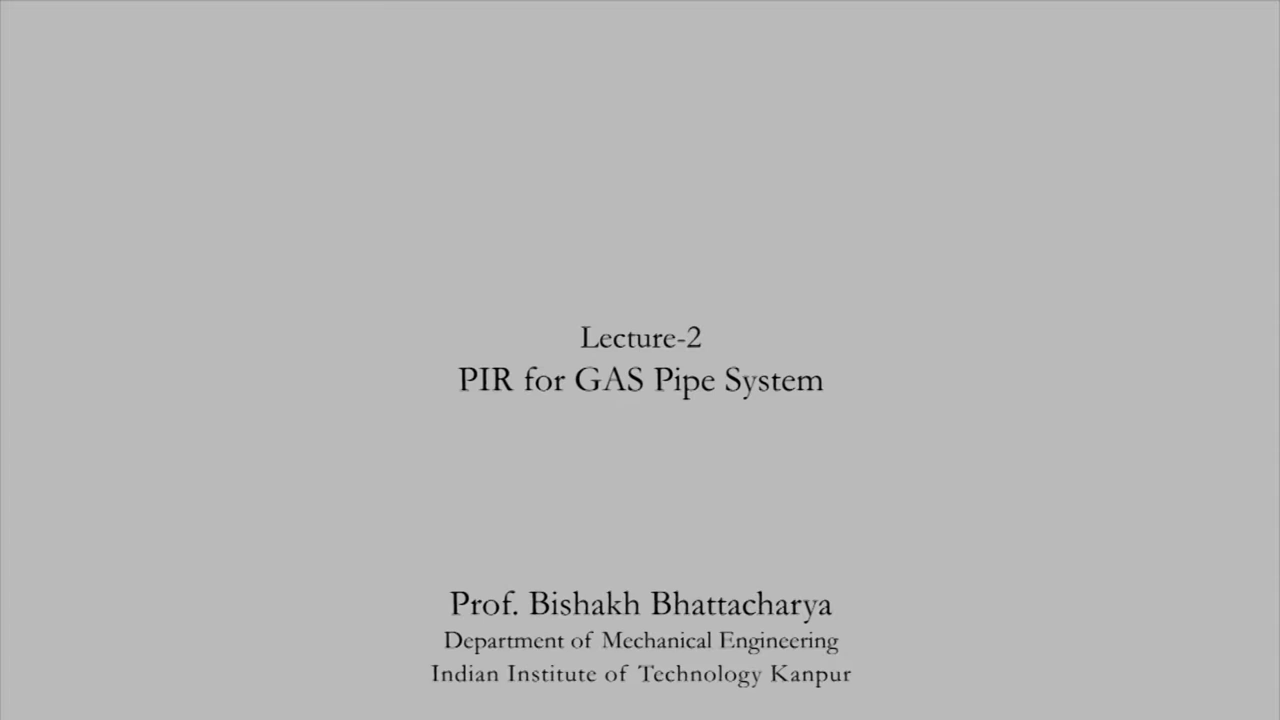 Lecture-2
PIR for GAS Pipe System
Prof. Bishakh Bhattacharya
Department of Mechanical Engineering
Indian Institute of Technology Kanpur